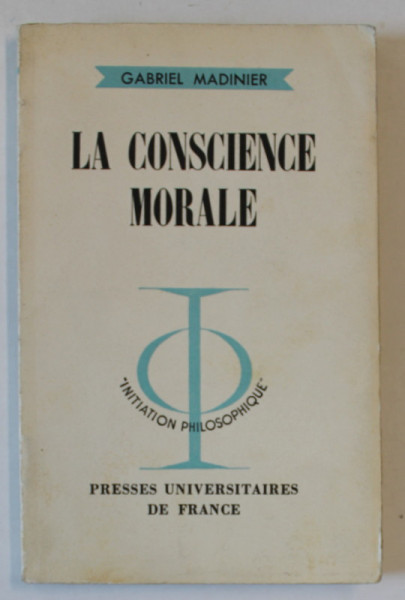 GABRIEL MADINIER
LA CONSCIENCE
MORALE
"INITIATION PHILOSOPHIQUE"
PRESSES UNIVERSITAIRES
DE FRANCE